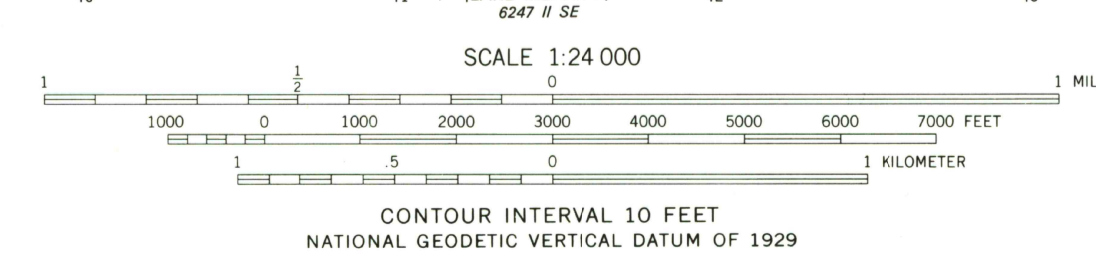 6247 II SE
SCALE 1:24 000
1 1/2 0 1 MIL
1000 0 1000 2000 3000 4000 5000 6000 7000 FEET
1 .5 0 1 KILOMETER
CONTOUR INTERVAL 10 FEET
NATIONAL GEODETIC VERTICAL DATUM OF 1929